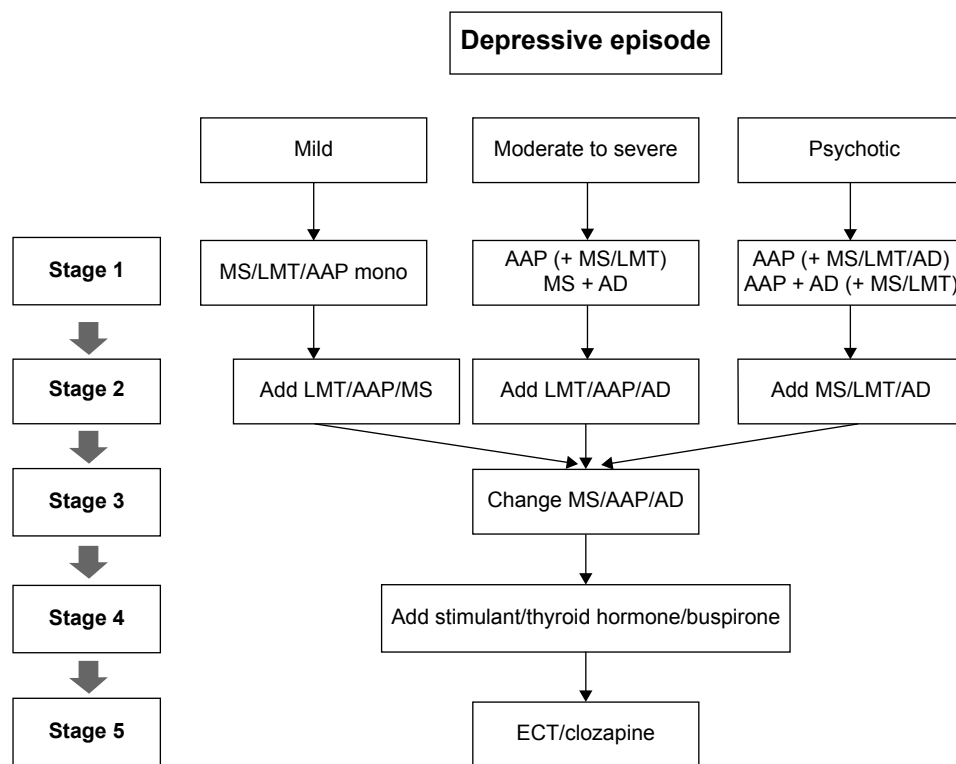 Depressive episode
Mild
Moderate to severe
Psychotic
Stage 1
MS/LMT/AAP mono
AAP (+ MS/LMT)
MS + AD
AAP (+ MS/LMT/AD)
AAP + AD (+ MS/LMT)
Stage 2
Add LMT/AAP/MS
Add LMT/AAP/AD
Add MS/LMT/AD
Stage 3
Change MS/AAP/AD
Stage 4
Add stimulant/thyroid hormone/buspirone
Stage 5
ECT/clozapine